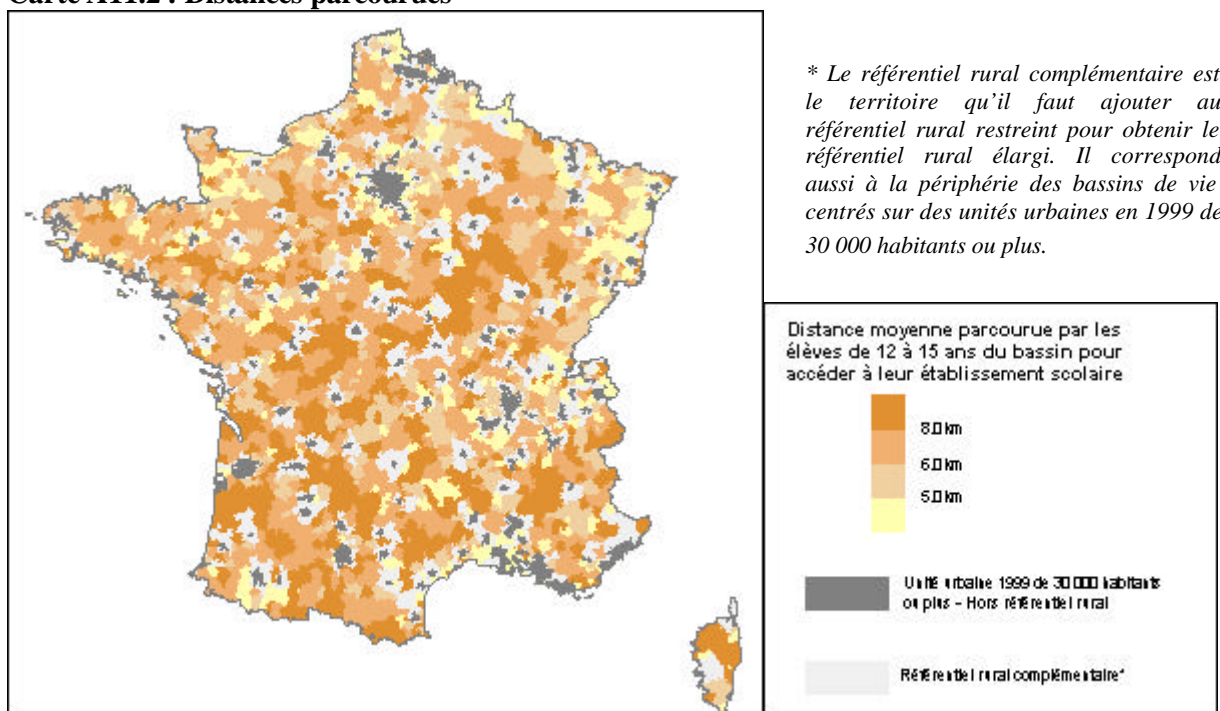 Carte A11.2 : Distances parcourues
* Le référentiel rural complémentaire est
le territoire qu'il faut ajouter au
référentiel rural restreint pour obtenir le
référentiel rural élargi. Il correspond
aussi à la périphérie des bassins de vie
centrés sur des unités urbaines en 1999 de
30 000 habitants ou plus.
Distance moyenne parcourue par les
élèves de 12 à 15 ans du bassin pour
accéder à leur établissement scolaire
8.0 km
6.0 km
5.0 km
Unité urbaine 1999 de 30 000 habitants
ou plus - Hors référentiel rural
Référentiel rural complémentaire*